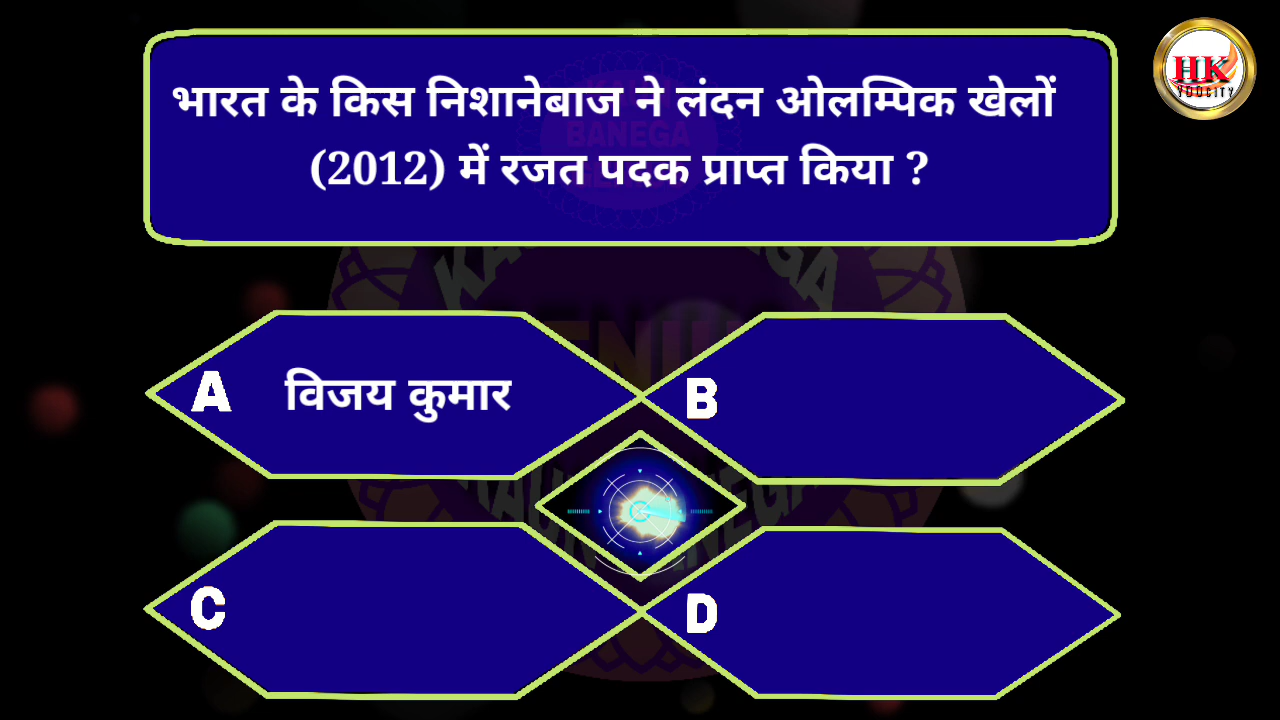 भारत के किस निशानेबाज ने लंदन ओलम्पिक खेलों
(2012) में रजत पदक प्राप्त किया ?
A विजय कुमार
B
C
D
HK